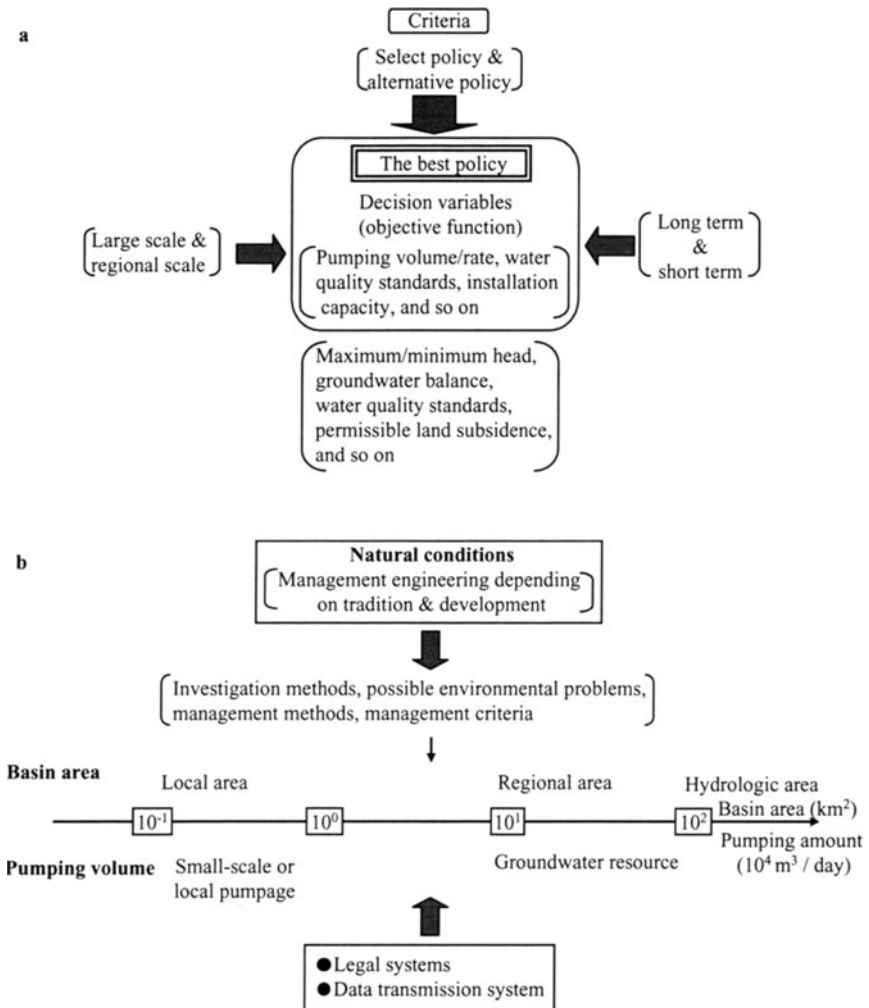 a
Criteria
Select policy &
alternative policy
The best policy
Decision variables
(objective function)
Large scale &
regional scale
Pumping volume/rate, water
quality standards, installation
capacity, and so on
Long term
&
short term
Maximum/minimum head,
groundwater balance,
water quality standards,
permissible land subsidence,
and so on
b
Natural conditions
Management engineering depending
on tradition & development
Investigation methods, possible environmental problems,
management methods, management criteria
Basin area
Local area
Regional area
Hydrologic area
Basin area (km²)
10⁻¹
10⁰
10¹
10²
Pumping volume
Small-scale or
local pumpage
Groundwater resource
Pumping amount
(10⁴ m³ / day)
●Legal systems
●Data transmission system